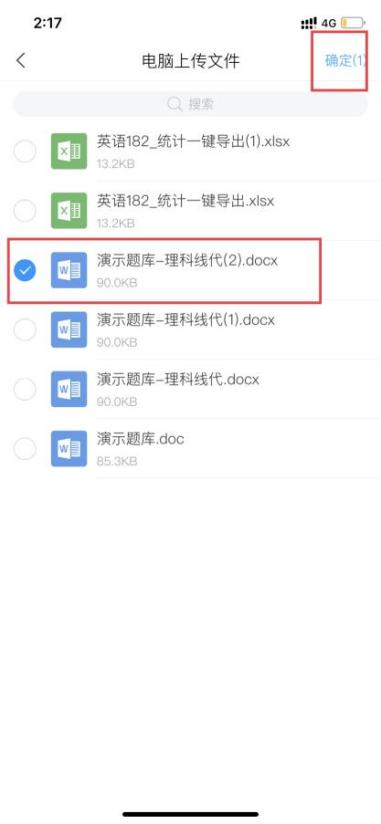 2:17
4G
电脑上传文件
确定(1)
搜索
英语182_统计一键导出(1).xlsx
13.2KB
英语182_统计一键导出.xlsx
13.2KB
演示题库-理科线代(2).docx
90.0KB
演示题库-理科线代(1).docx
90.0KB
演示题库-理科线代.docx
90.0KB
演示题库.doc
85.3KB